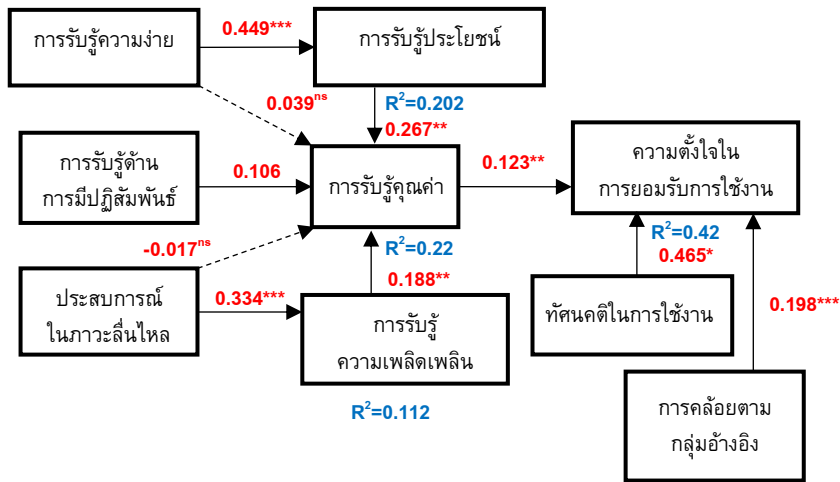 การรับรู้ความง่าย
0.449***
การรับรู้ประโยชน์
0.039ns
R2=0.202
0.267**
การรับรู้ด้าน
การมีปฏิสัมพันธ์
0.106
การรับรู้คุณค่า
0.123**
ความตั้งใจใน
การยอมรับการใช้งาน
-0.017ns
R2=0.22
0.188**
R2=0.42
0.465*
0.198***
ประสบการณ์
ในภาวะลื่นไหล
0.334***
การรับรู้
ความเพลิดเพลิน
ทัศนคติในการใช้งาน
R2=0.112
การคล้อยตาม
กลุ่มอ้างอิง